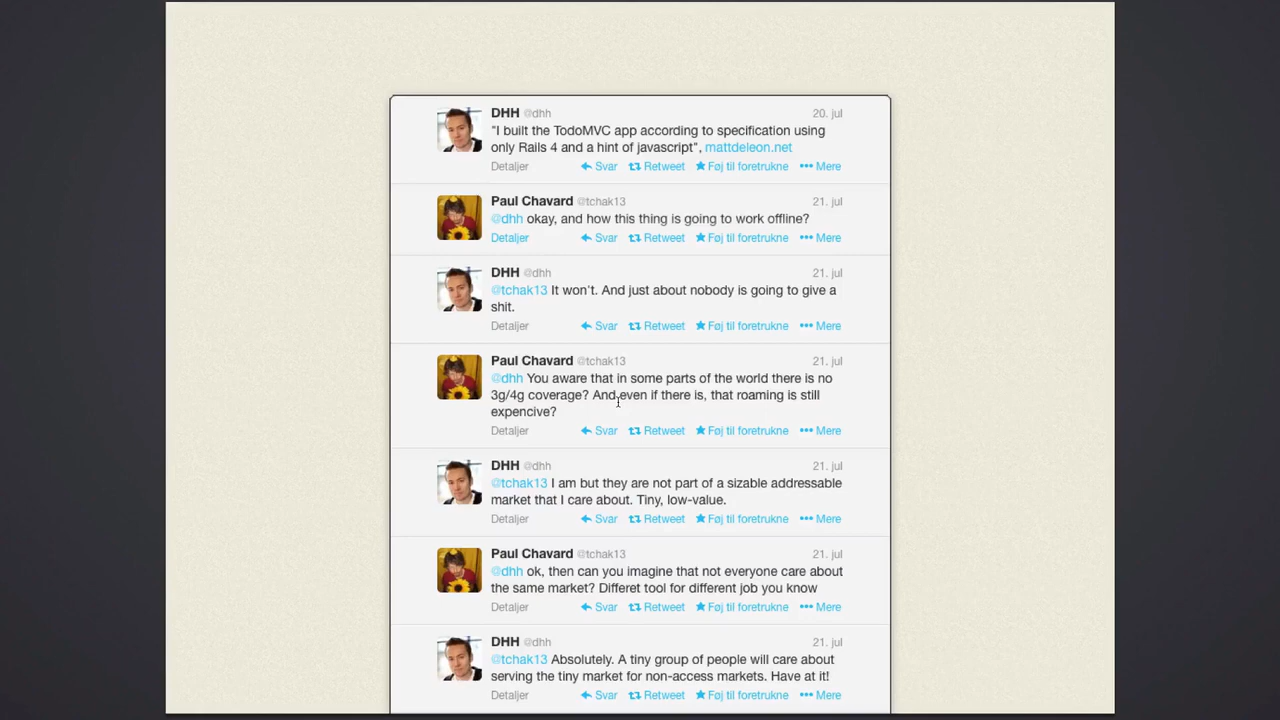 DHH @dhh 20. jul
"I built the TodoMVC app according to specification using
only Rails 4 and a hint of javascript", mattdeleon.net
Detaljer Svar Retweet Føj til foretrukne Mere
Paul Chavard @tchak13 21. jul
@dhh okay, and how this thing is going to work offline?
Detaljer Svar Retweet Føj til foretrukne Mere
DHH @dhh 21. jul
@tchak13 It won't. And just about nobody is going to give a
shit.
Detaljer Svar Retweet Føj til foretrukne Mere
Paul Chavard @tchak13 21. jul
@dhh You aware that in some parts of the world there is no
3g/4g coverage? And even if there is, that roaming is still
expencive?
Detaljer Svar Retweet Føj til foretrukne Mere
DHH @dhh 21. jul
@tchak13 I am but they are not part of a sizable addressable
market that I care about. Tiny, low-value.
Detaljer Svar Retweet Føj til foretrukne Mere
Paul Chavard @tchak13 21. jul
@dhh ok, then can you imagine that not everyone care about
the same market? Differet tool for different job you know
Detaljer Svar Retweet Føj til foretrukne Mere
DHH @dhh 21. jul
@tchak13 Absolutely. A tiny group of people will care about
serving the tiny market for non-access markets. Have at it!
Detaljer Svar Retweet Føj til foretrukne Mere